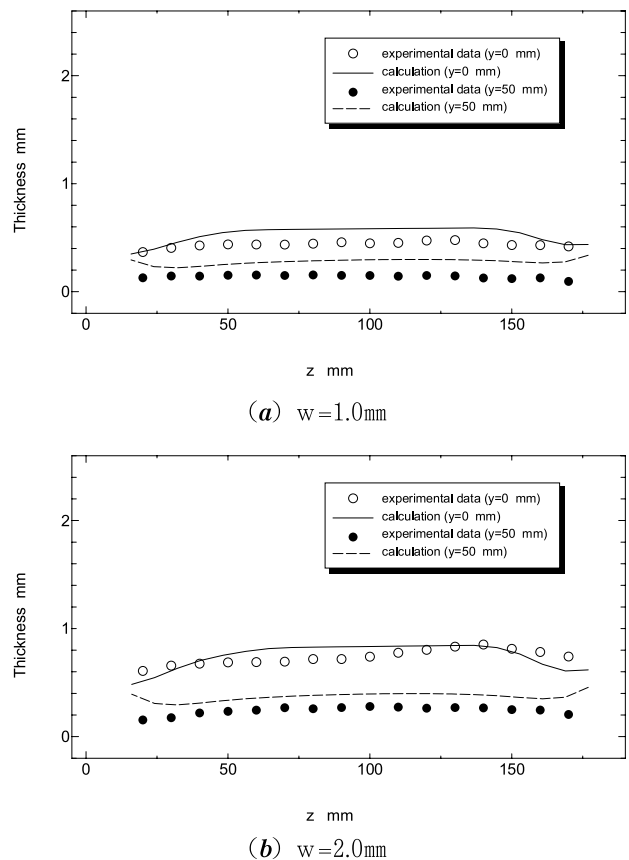 2
1
0
Thickness mm
experimental data (y=0 mm)
calculation (y=0 mm)
experimental data (y=50 mm)
calculation (y=50 mm)
0 50 100 150
z mm
(a) w=1.0mm
2
1
0
Thickness mm
experimental data (y=0 mm)
calculation (y=0 mm)
experimental data (y=50 mm)
calculation (y=50 mm)
0 50 100 150
z mm
(b) w=2.0mm